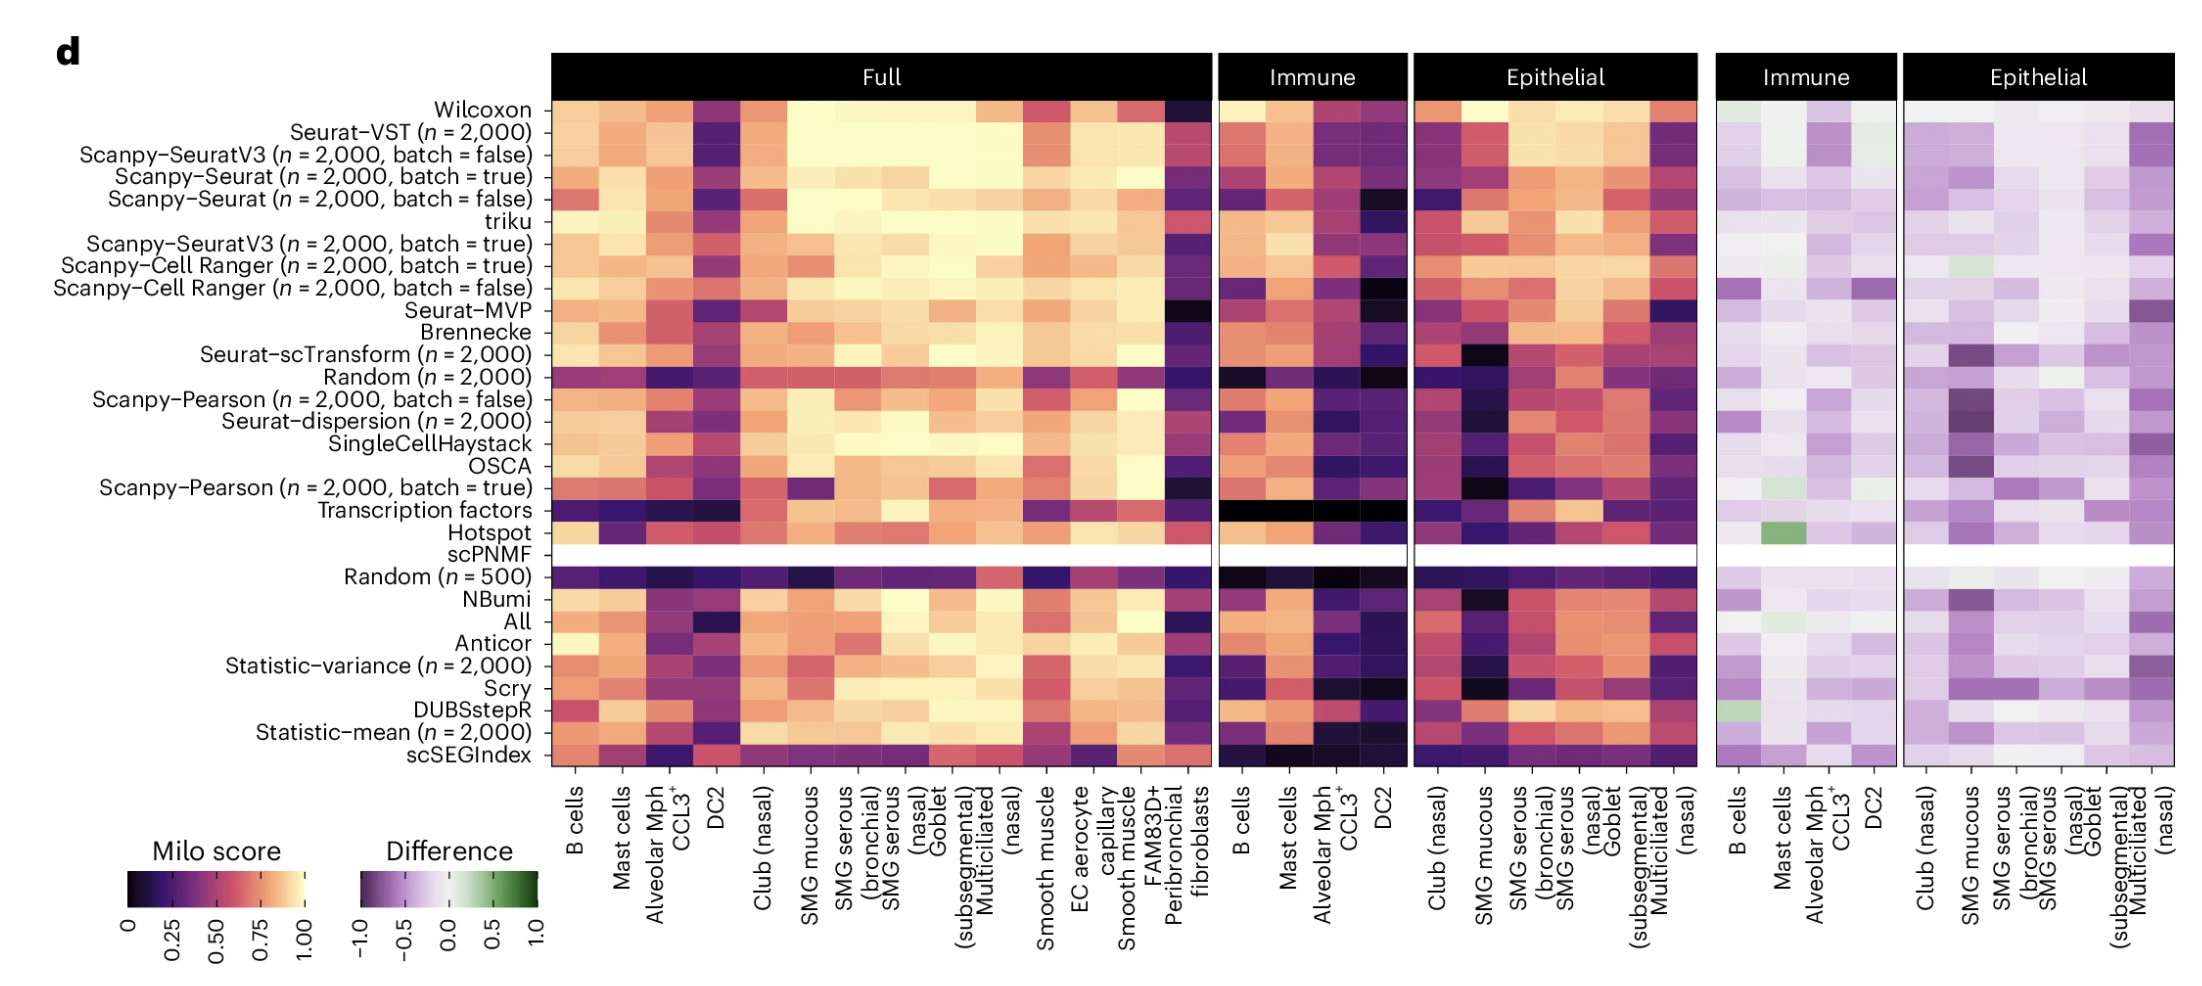 d
Full
Immune
Epithelial
Immune
Epithelial
Wilcoxon
Seurat–VST (n = 2,000)
Scanpy–SeuratV3 (n = 2,000, batch = false)
Scanpy–Seurat (n = 2,000, batch = true)
Scanpy–Seurat (n = 2,000, batch = false)
triku
Scanpy–SeuratV3 (n = 2,000, batch = true)
Scanpy–Cell Ranger (n = 2,000, batch = true)
Scanpy–Cell Ranger (n = 2,000, batch = false)
Seurat–MVP
Brennecke
Seurat–scTransform (n = 2,000)
Random (n = 2,000)
Scanpy–Pearson (n = 2,000, batch = false)
Seurat–dispersion (n = 2,000)
SingleCellHaystack
OSCA
Scanpy–Pearson (n = 2,000, batch = true)
Transcription factors
Hotspot
scPNMF
Random (n = 500)
NBumi
All
Anticor
Statistic–variance (n = 2,000)
Scry
DUBStepR
Statistic–mean (n = 2,000)
scSEGIndex
B cells
Mast cells
Alveolar Mph
CCL3⁺
DC2
Club (nasal)
SMG mucous
SMG serous
(bronchial)
SMG serous
(nasal)
Goblet
(subsegmental)
Multiciliated
(nasal)
Smooth muscle
EC aerocyte
capillary
Smooth muscle
FAM83D+
Peribronchial
fibroblasts
B cells
Mast cells
Alveolar Mph
CCL3⁺
DC2
Club (nasal)
SMG mucous
SMG serous
(bronchial)
SMG serous
(nasal)
Goblet
(subsegmental)
Multiciliated
(nasal)
B cells
Mast cells
Alveolar Mph
CCL3⁺
DC2
Club (nasal)
SMG mucous
SMG serous
(bronchial)
SMG serous
(nasal)
Goblet
(subsegmental)
Multiciliated
(nasal)
Milo score
0
0.25
0.50
0.75
1.00
Difference
–1.0
–0.5
0.0
0.5
1.0